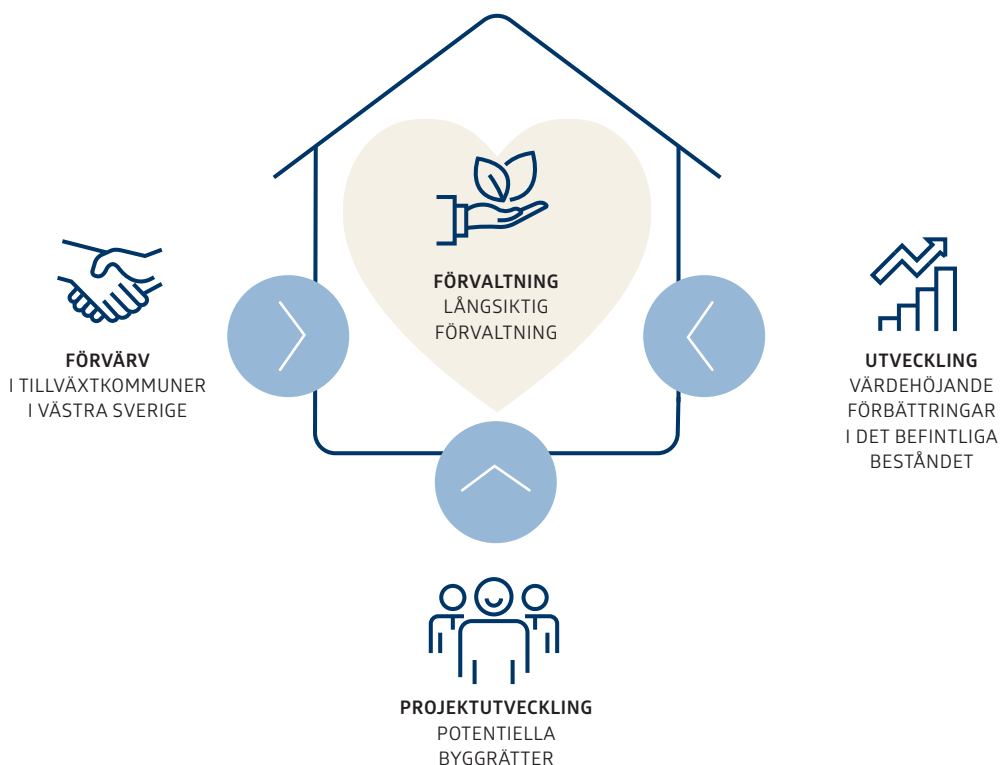 FÖRVALTNING
LÅNGSIKTIG
FÖRVALTNING
FÖRVÄRV
I TILLVÄXTKOMMUNER
I VÄSTRA SVERIGE
UTVECKLING
VÄRDEHÖJANDE
FÖRBÄTTRINGAR
I DET BEFINTLIGA
BESTÅNDET
PROJEKTUTVECKLING
POTENTIELLA
BYGGRÄTTER